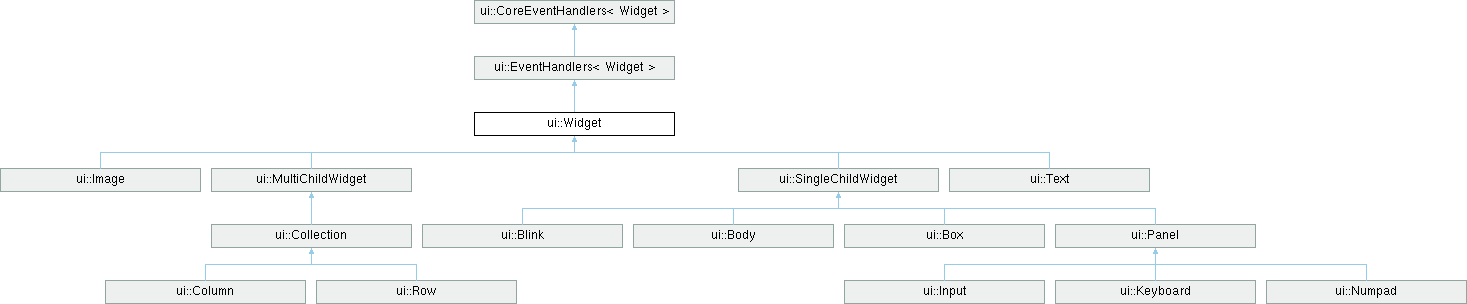 ui::CoreEventHandlers< Widget >
ui::EventHandlers< Widget >
ui::Widget
ui::Image
ui::MultiChildWidget
ui::SingleChildWidget
ui::Text
ui::Collection
ui::Blink
ui::Body
ui::Box
ui::Panel
ui::Column
ui::Row
ui::Input
ui::Keyboard
ui::Numpad